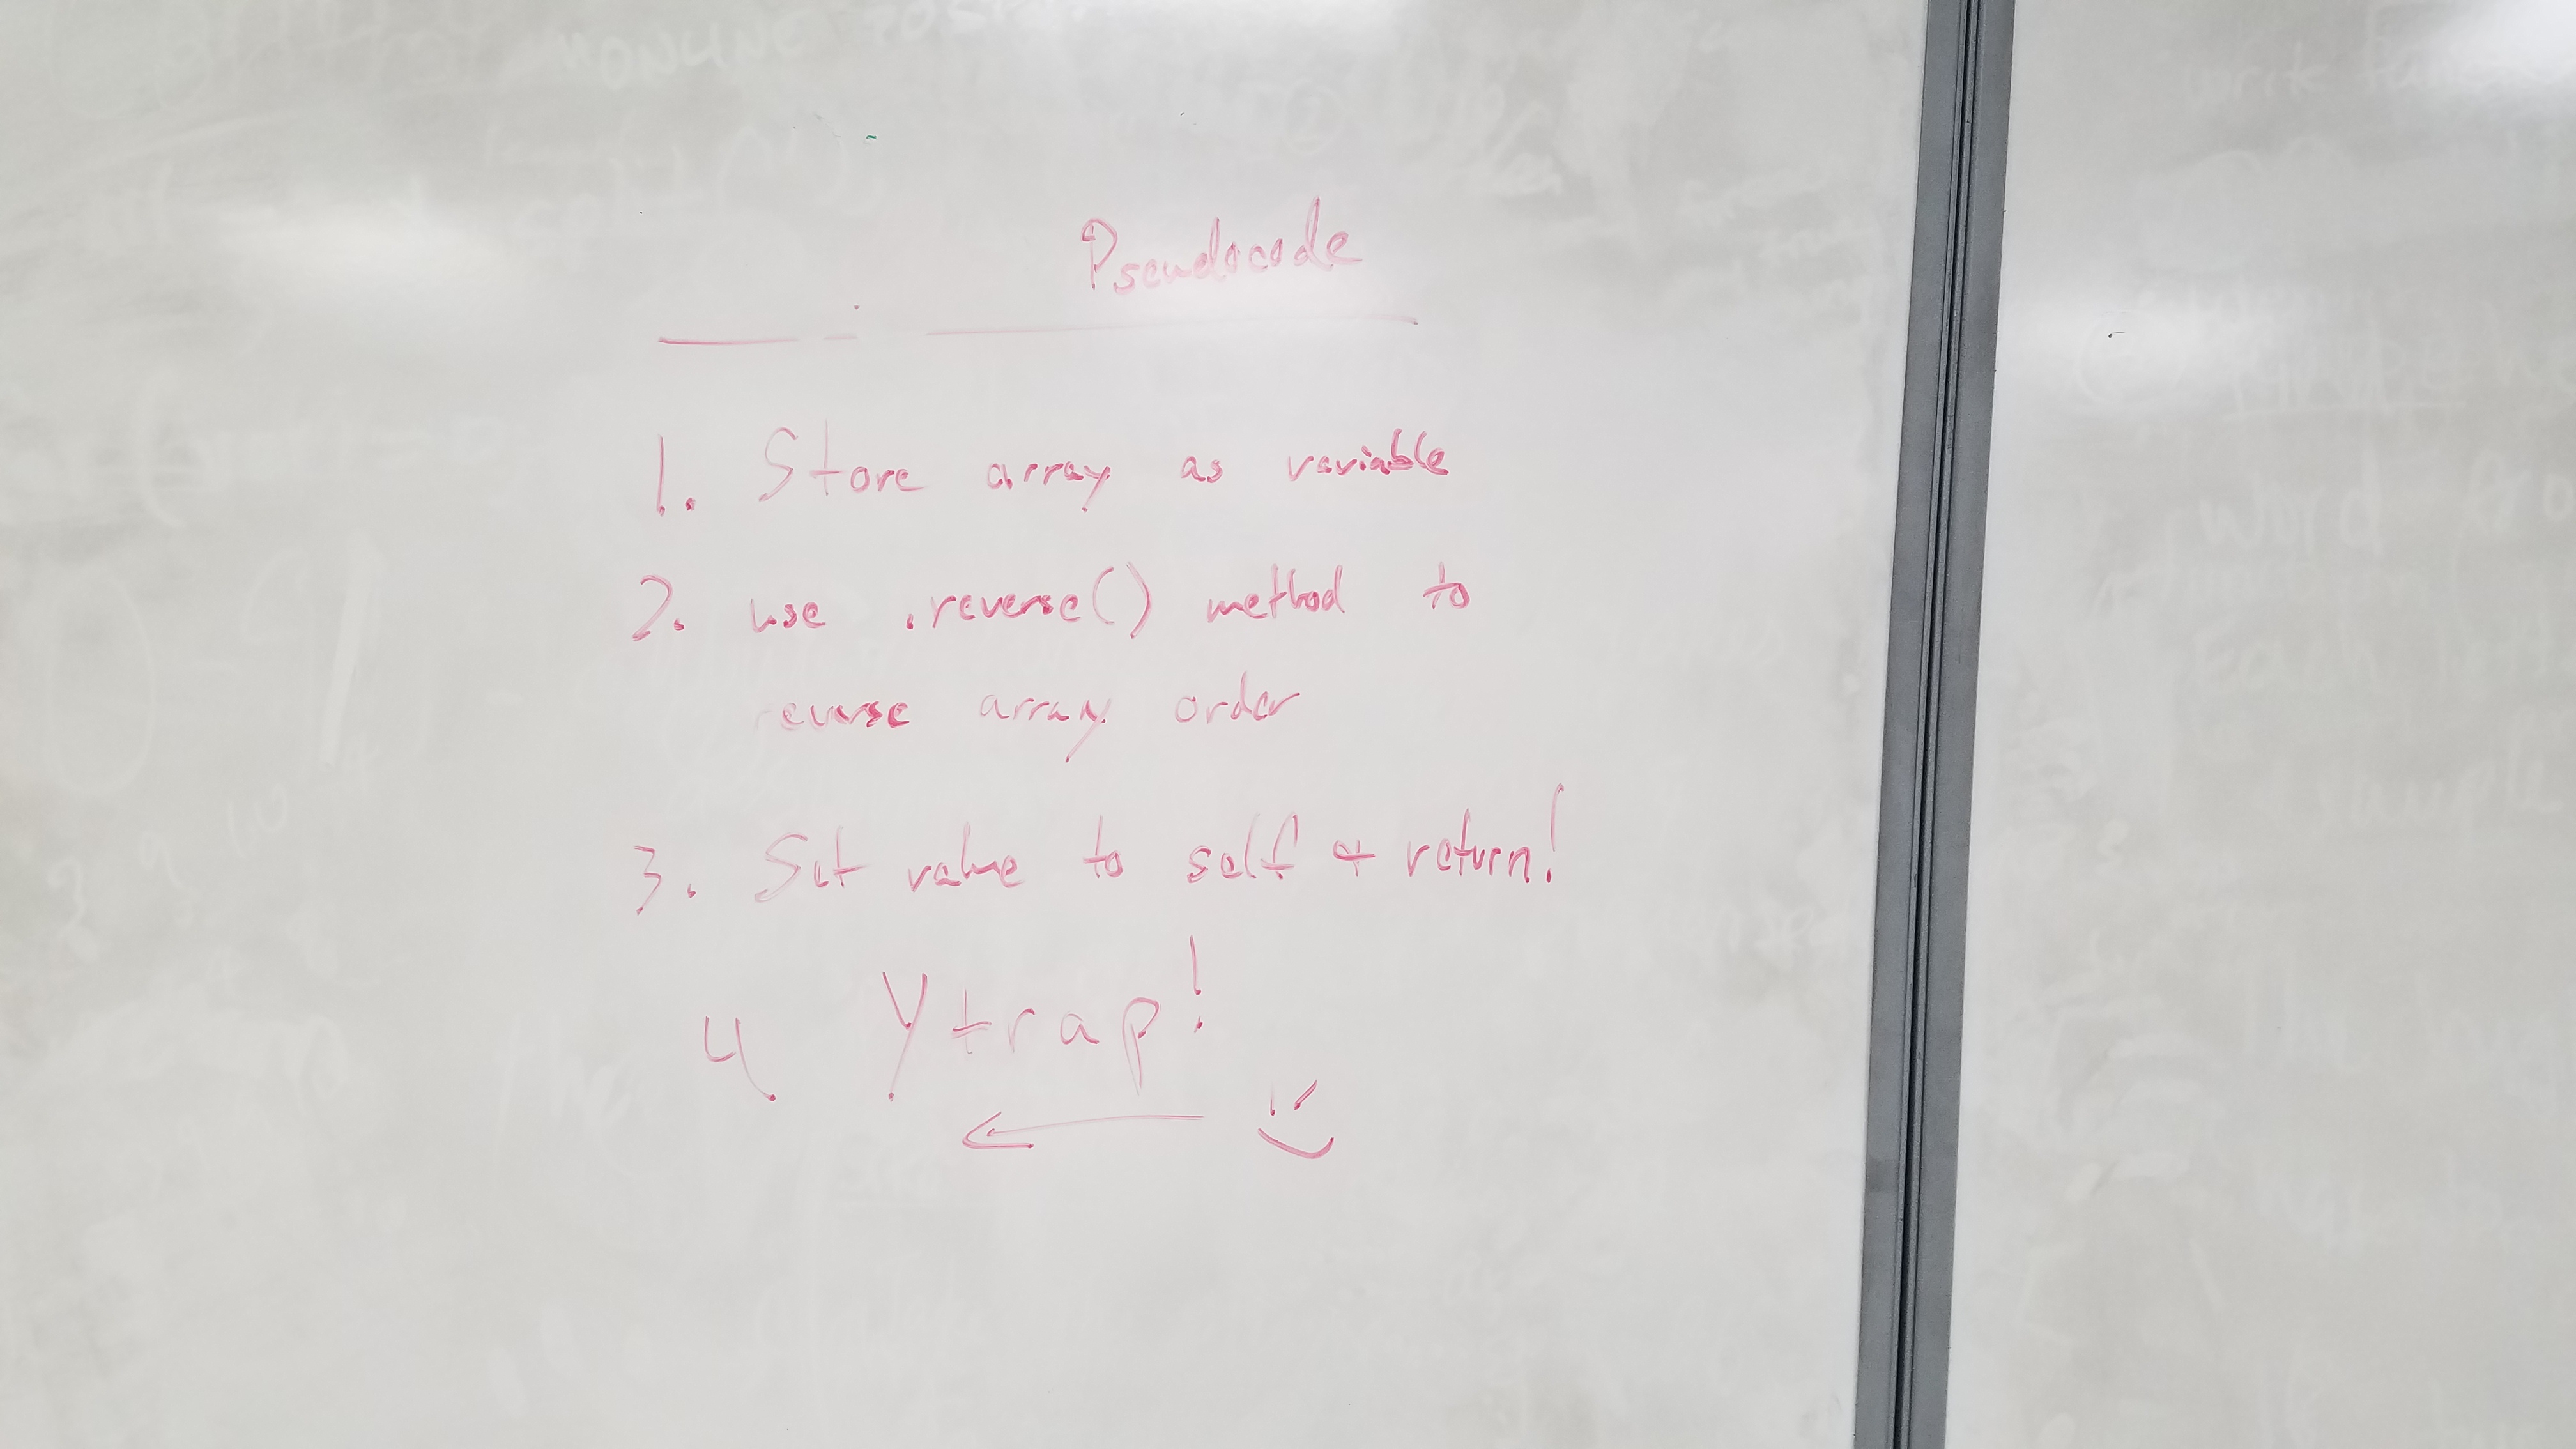 Pseudocode
1. Store array as variable
2. use .reverse() method to
reverse array order
3. Set value to self & return!
4 Ytrap!